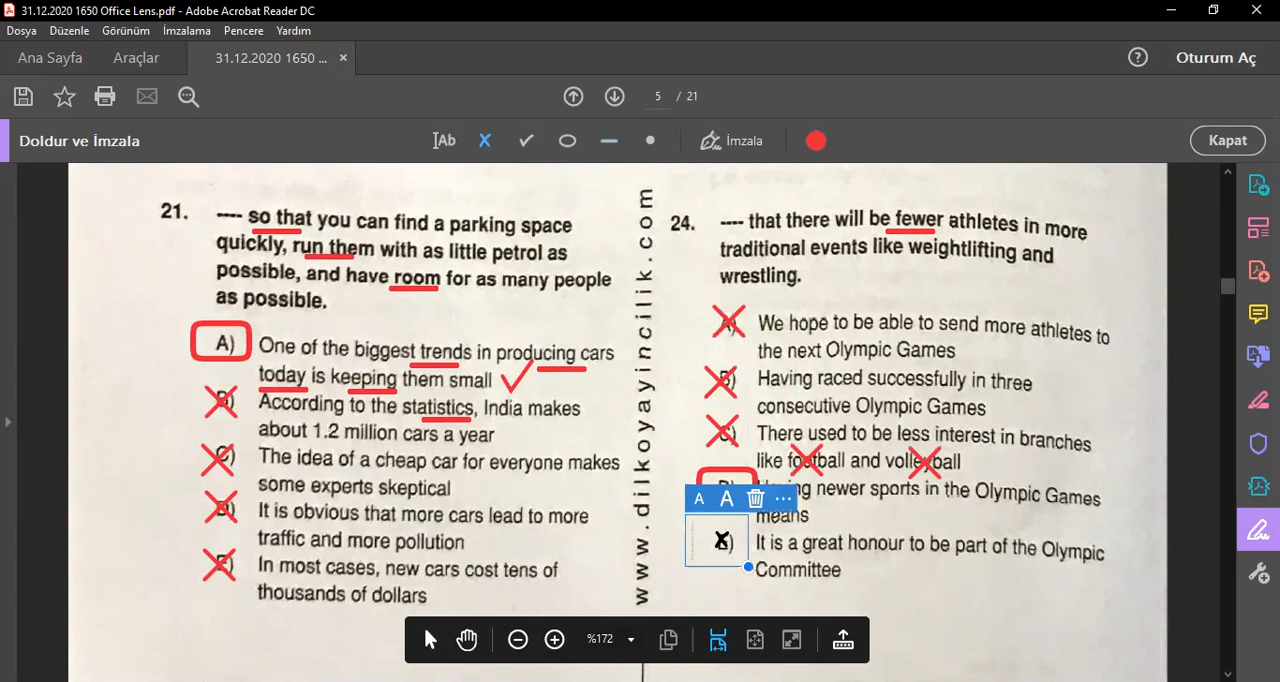 31.12.2020 1650 Office Lens.pdf - Adobe Acrobat Reader DC
Dosya Düzenle Görünüm İmzalama Pencere Yardım
Ana Sayfa Araçlar 31.12.2020 1650 ... × ? Oturum Aç
5 / 21
Doldur ve İmzala IAb İmzala Kapat
21. ---- so that you can find a parking space
quickly, run them with as little petrol as
possible, and have room for as many people
as possible.
A) One of the biggest trends in producing cars
today is keeping them small
B) According to the statistics, India makes
about 1.2 million cars a year
C) The idea of a cheap car for everyone makes
some experts skeptical
D) It is obvious that more cars lead to more
traffic and more pollution
E) In most cases, new cars cost tens of
thousands of dollars
www.dilkoyayincilik.com
24. ---- that there will be fewer athletes in more
traditional events like weightlifting and
wrestling.
A) We hope to be able to send more athletes to
the next Olympic Games
B) Having raced successfully in three
consecutive Olympic Games
C) There used to be less interest in branches
like football and volleyball
D) Having newer sports in the Olympic Games
means
A A ...
E) It is a great honour to be part of the Olympic
Committee
%172